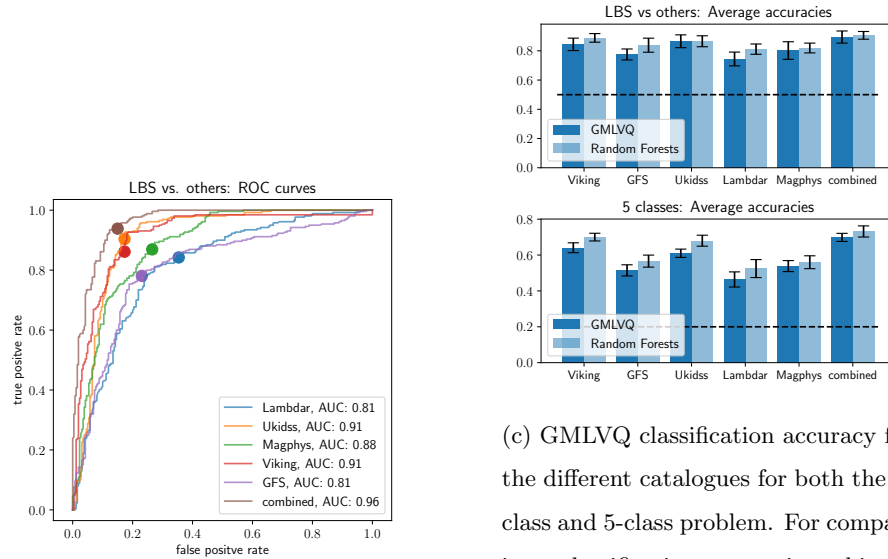 LBS vs. others: ROC curves
1.0
0.8
0.6
0.4
0.2
0.0
true positve rate
Lambdar, AUC: 0.81
Ukidss, AUC: 0.91
Magphys, AUC: 0.88
Viking, AUC: 0.91
GFS, AUC: 0.81
combined, AUC: 0.96
0.0 0.2 0.4 0.6 0.8 1.0
false positve rate
LBS vs others: Average accuracies
0.8
0.6
0.4
0.2
0.0
GMLVQ
Random Forests
Viking GFS Ukidss Lambdar Magphys combined
5 classes: Average accuracies
0.8
0.6
0.4
0.2
0.0
GMLVQ
Random Forests
Viking GFS Ukidss Lambdar Magphys combined
(c) GMLVQ classification accuracy
the different catalogues for both the
class and 5-class problem. For